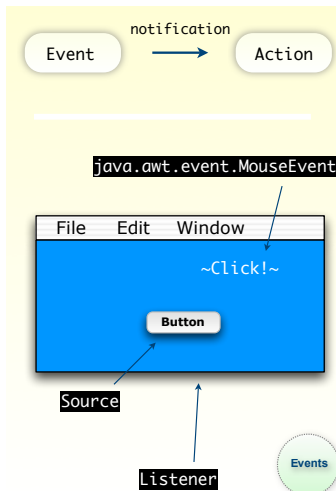 notification
Event
Action
java.awt.event.MouseEvent
File Edit Window
~Click!~
Button
Source
Listener
Events